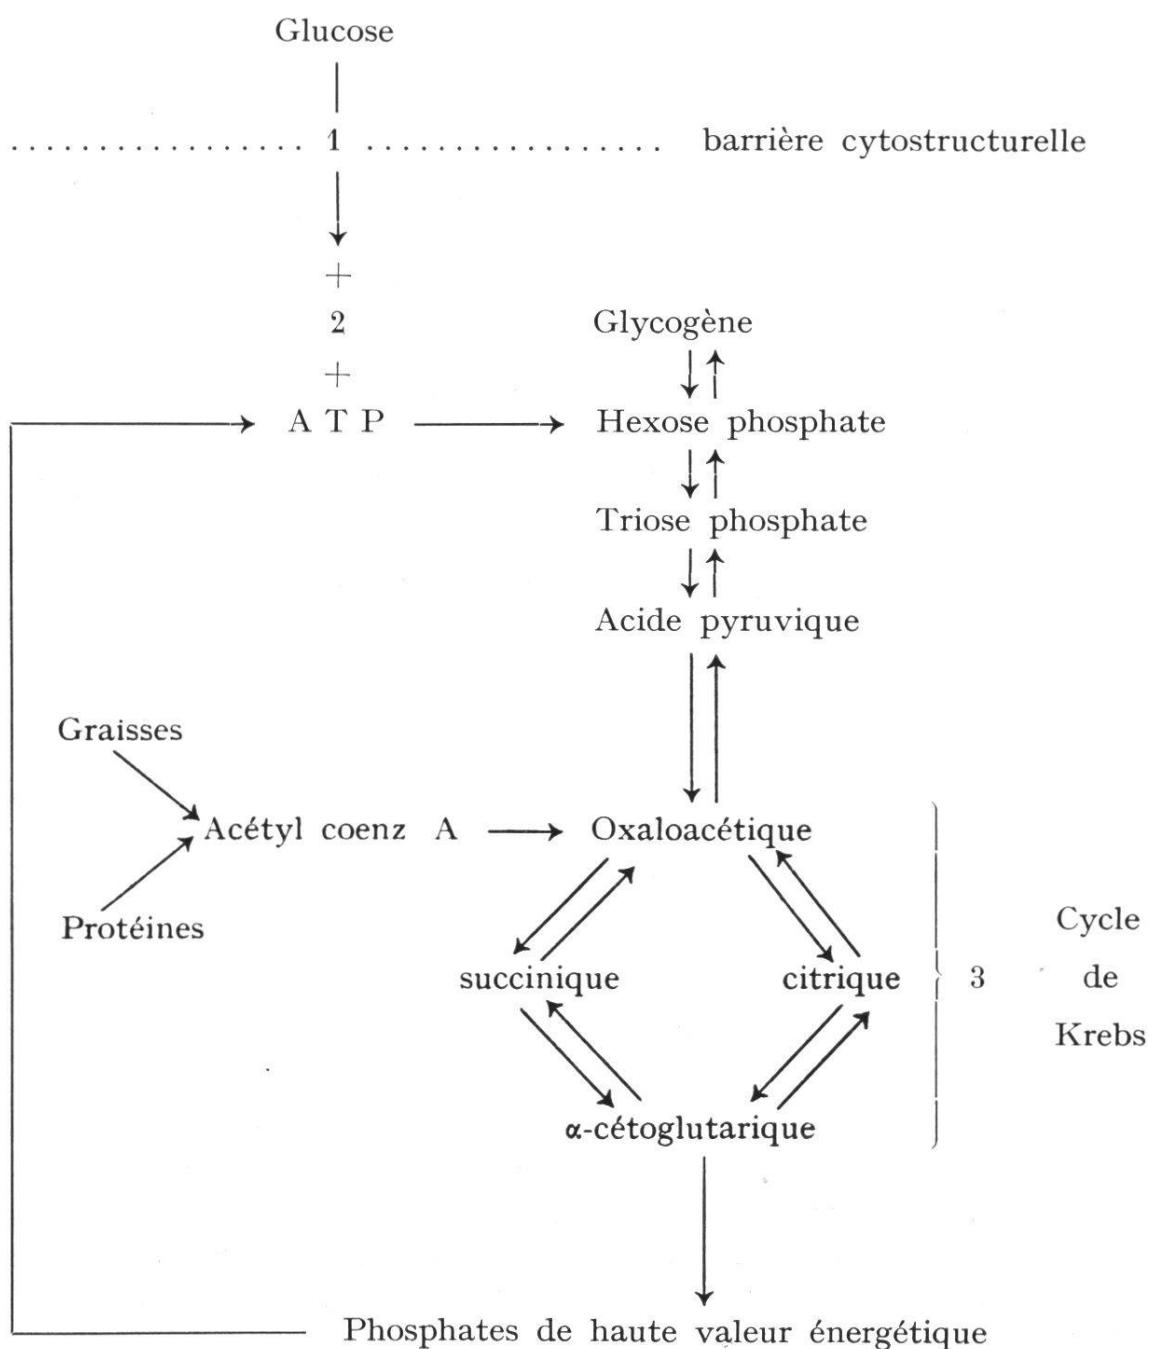 Glucose
................. 1 ................. barrière cytostructurelle
+
2
Glycogène
+
A T P
Hexose phosphate
Triose phosphate
Acide pyruvique
Graisses
Acétyl coenz A
Oxaloacétique
Protéines
succinique
citrique
3
Cycle
de
Krebs
α-cétoglutarique
Phosphates de haute valeur énergétique